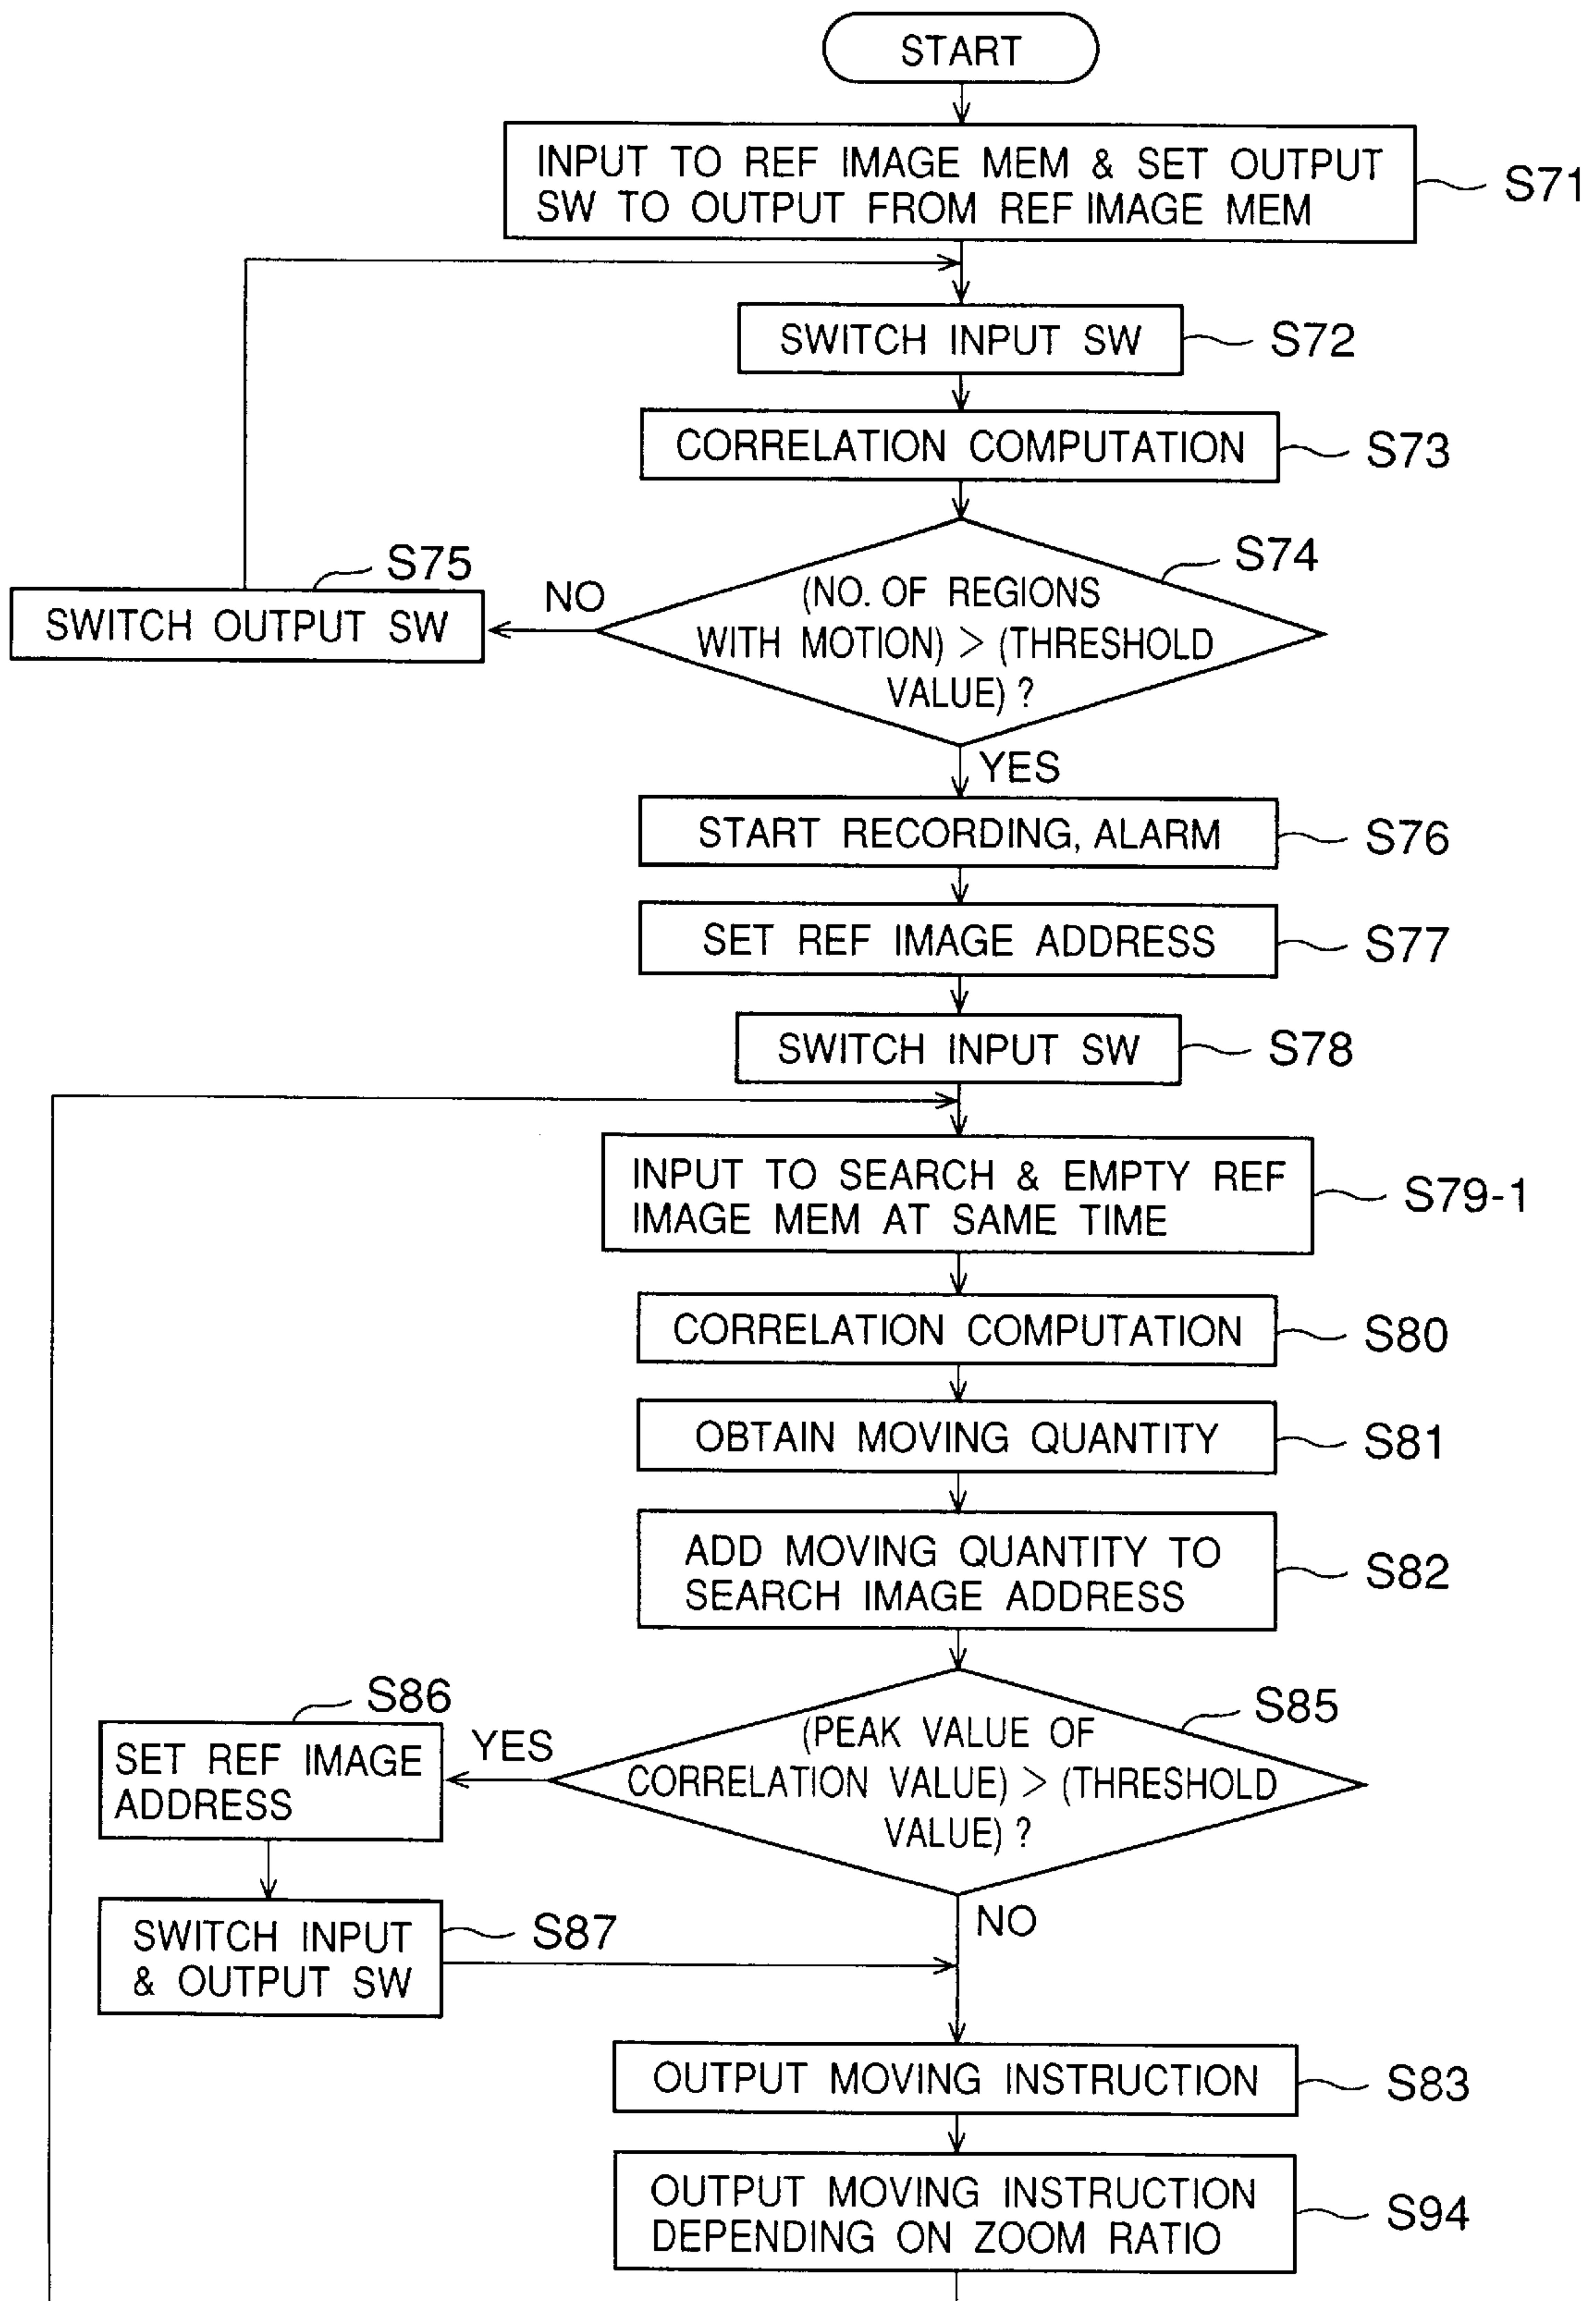 START
INPUT TO REF IMAGE MEM & SET OUTPUT
SW TO OUTPUT FROM REF IMAGE MEM
S71
SWITCH INPUT SW
S72
CORRELATION COMPUTATION
S73
S74
(NO. OF REGIONS
WITH MOTION) > (THRESHOLD
VALUE) ?
NO
S75
SWITCH OUTPUT SW
YES
START RECORDING, ALARM
S76
SET REF IMAGE ADDRESS
S77
SWITCH INPUT SW
S78
INPUT TO SEARCH & EMPTY REF
IMAGE MEM AT SAME TIME
S79-1
CORRELATION COMPUTATION
S80
OBTAIN MOVING QUANTITY
S81
ADD MOVING QUANTITY TO
SEARCH IMAGE ADDRESS
S82
S85
(PEAK VALUE OF
CORRELATION VALUE) > (THRESHOLD
VALUE) ?
YES
S86
SET REF IMAGE
ADDRESS
SWITCH INPUT
& OUTPUT SW
S87
NO
OUTPUT MOVING INSTRUCTION
S83
OUTPUT MOVING INSTRUCTION
DEPENDING ON ZOOM RATIO
S94